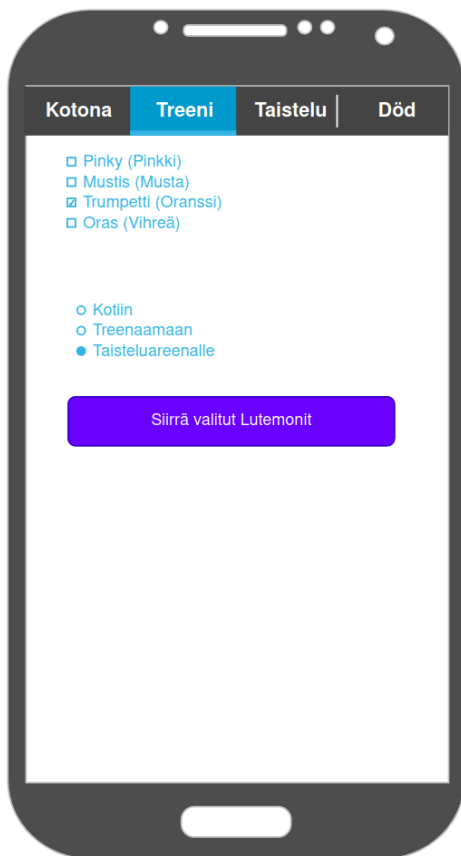 Kotona Treeni Taistelu Död
Pinky (Pinkki)
Mustis (Musta)
Trumpetti (Oranssi)
Oras (Vihreä)
Kotiin
Treenaamaan
Taisteluareenalle
Siirrä valitut Lutemonit